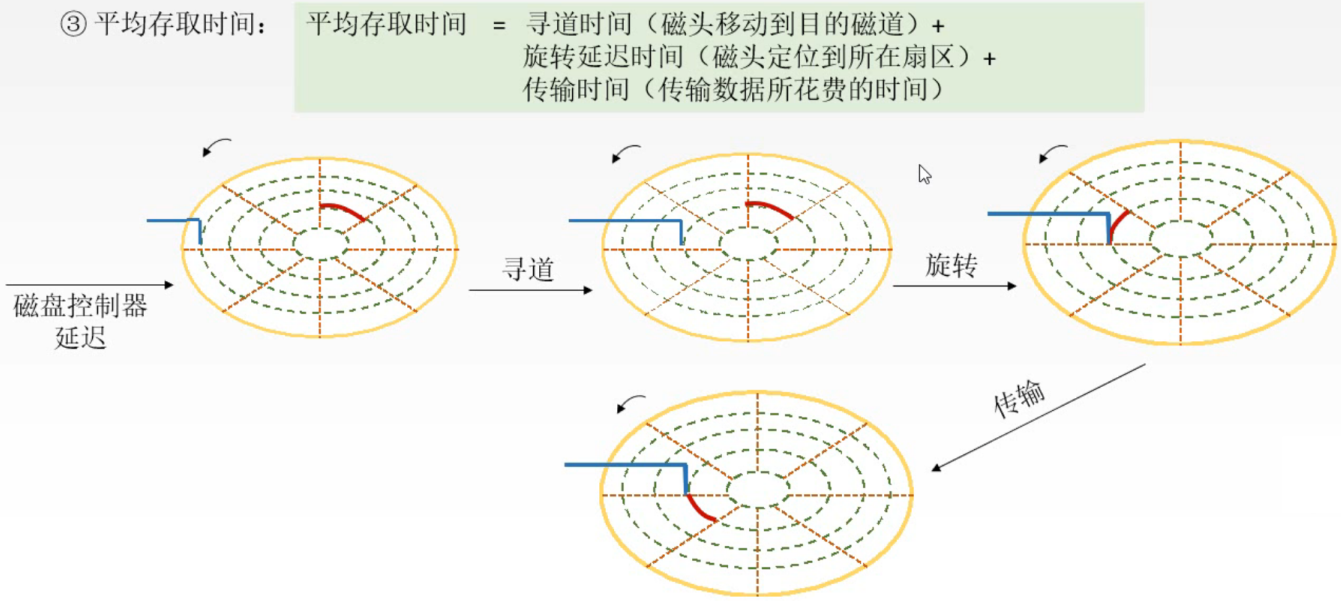 ③ 平均存取时间： 平均存取时间 = 寻道时间（磁头移动到目的磁道）+
旋转延迟时间（磁头定位到所在扇区）+
传输时间（传输数据所花费的时间）
磁盘控制器
延迟
寻道
旋转
传输